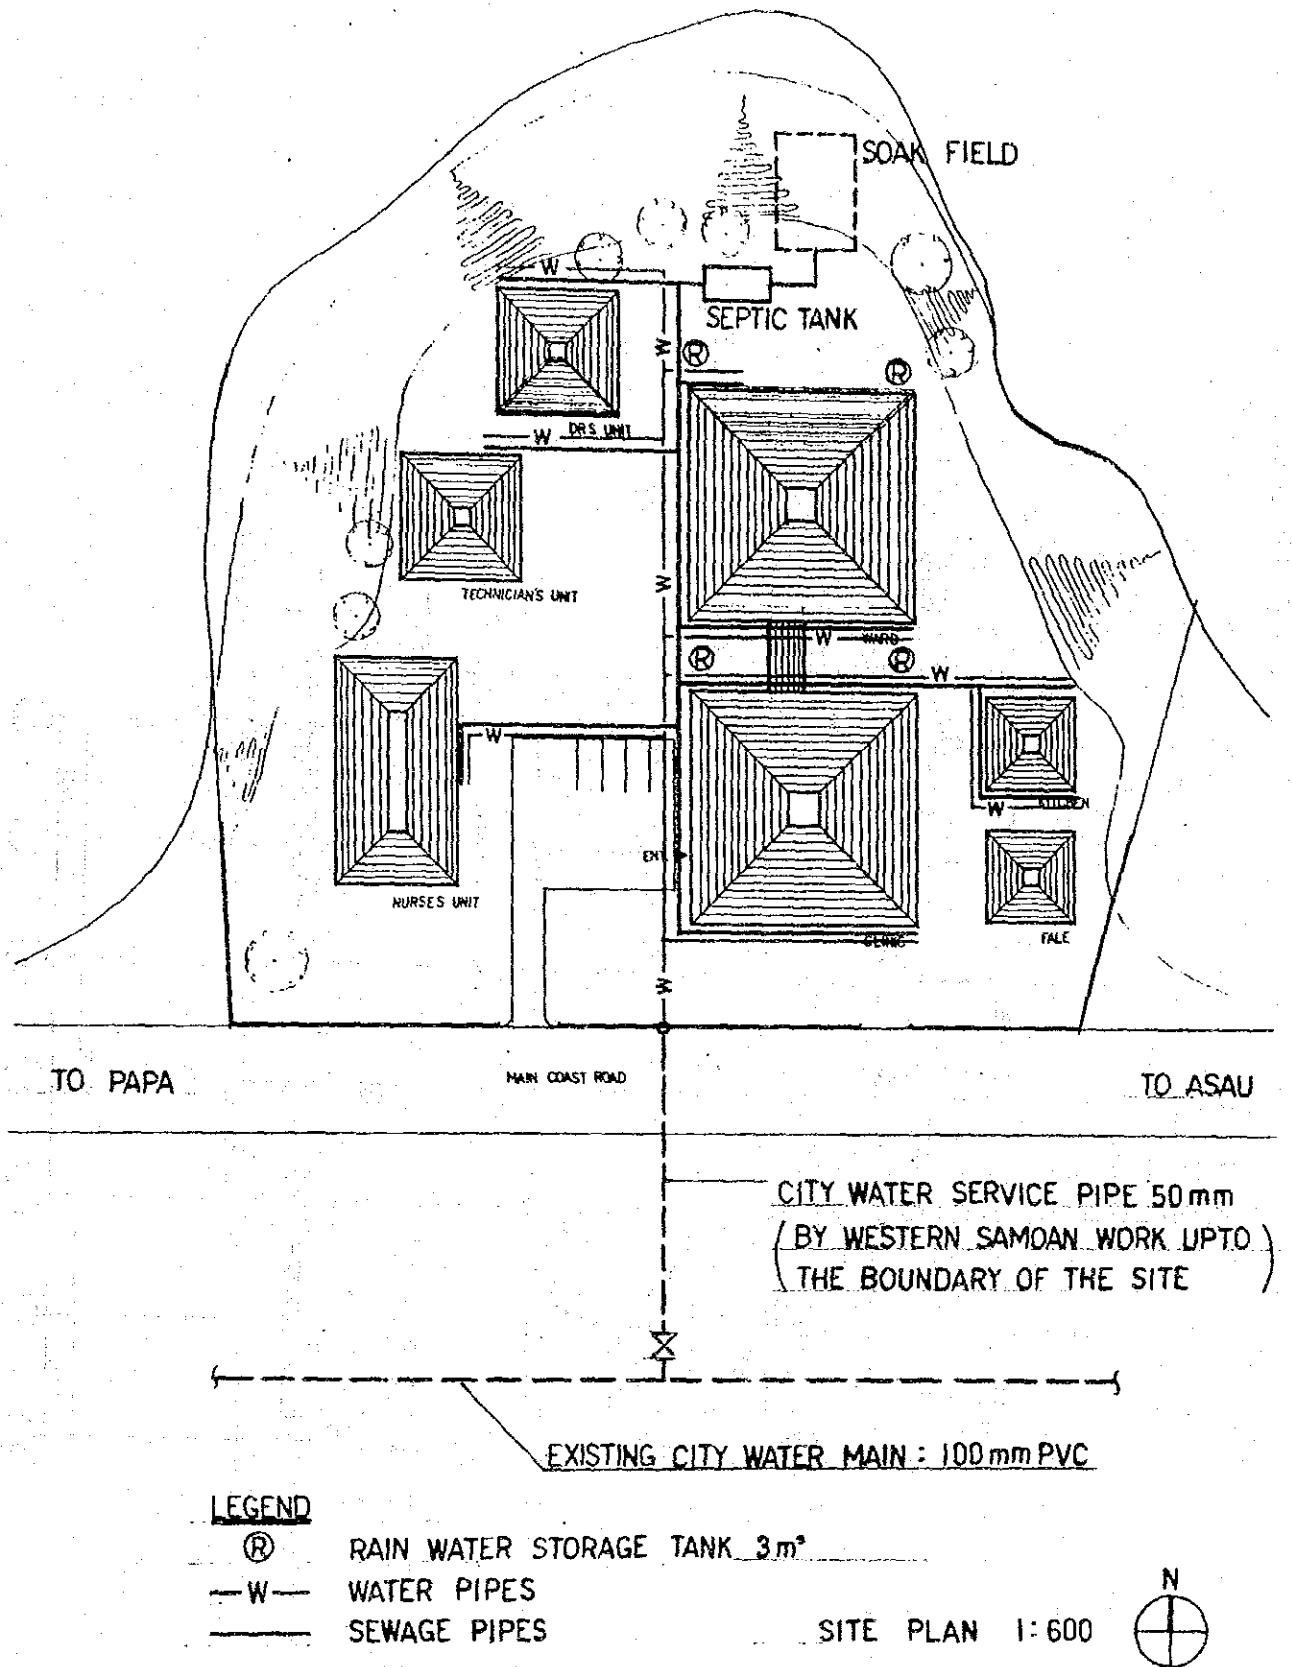 SOAK FIELD
W
SEPTIC TANK
W
R
R
W
DRS UNIT
TECHNICIAN'S UNIT
W
W
WARD
R
R
W
W
W
KITCHEN
ENT.
NURSES UNIT
CLINIC
FALE
W
TO PAPA
MAIN COAST ROAD
TO ASAU
CITY WATER SERVICE PIPE 50mm
(BY WESTERN SAMOAN WORK UPTO
THE BOUNDARY OF THE SITE)
EXISTING CITY WATER MAIN : 100mm PVC
LEGEND
R RAIN WATER STORAGE TANK 3m³
W WATER PIPES
SEWAGE PIPES
SITE PLAN 1:600
N